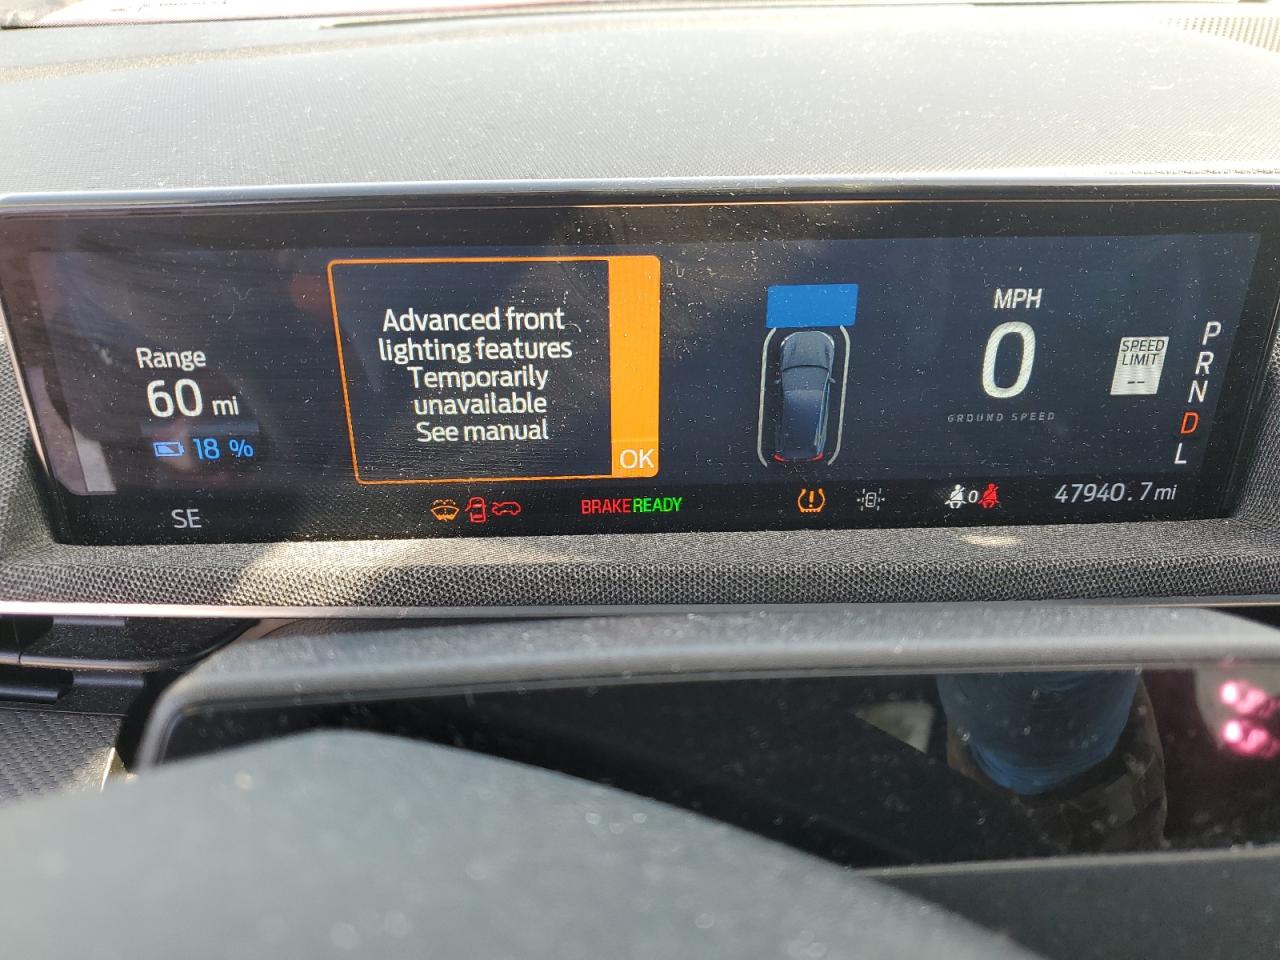 Range
60 mi
18 %
SE
Advanced front
lighting features
Temporarily
unavailable
See manual
OK
BRAKE READY
MPH
0
GROUND SPEED
SPEED
LIMIT
--
P
R
N
D
L
0
47940.7 mi